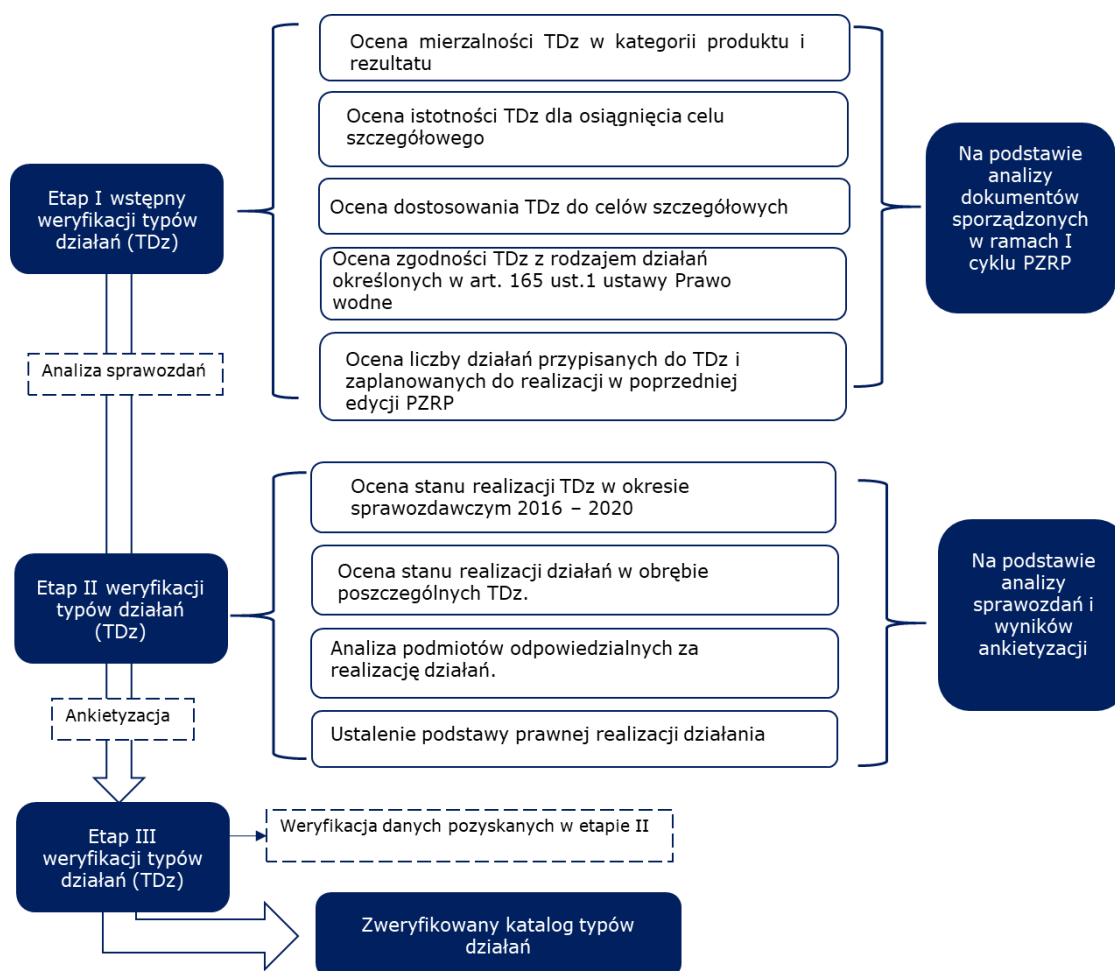 Ocena mierzalności TDz w kategorii produktu i
rezultatu
Ocena istotności TDz dla osiągnięcia celu
szczegółowego
Etap I wstępny
weryfikacji typów
działań (TDz)
Ocena dostosowania TDz do celów szczegółowych
Na podstawie
analizy
dokumentów
sporządzonych
w ramach I
cyklu PZRP
Ocena zgodności TDz z rodzajem działań
określonych w art. 165 ust.1 ustawy Prawo
wodne
Analiza sprawozdań
Ocena liczby działań przypisanych do TDz i
zaplanowanych do realizacji w poprzedniej
edycji PZRP
Ocena stanu realizacji TDz w okresie
sprawozdawczym 2016 – 2020
Etap II weryfikacji
typów działań
(TDz)
Ocena stanu realizacji działań w obrębie
poszczególnych TDz.
Na podstawie
analizy
sprawozdań i
wyników
ankietyzacji
Analiza podmiotów odpowiedzialnych za
realizację działań.
Ankietyzacja
Ustalenie podstawy prawnej realizacji działania
Etap III
weryfikacji typów
działań (TDz)
Weryfikacja danych pozyskanych w etapie II
Zweryfikowany katalog typów
działań